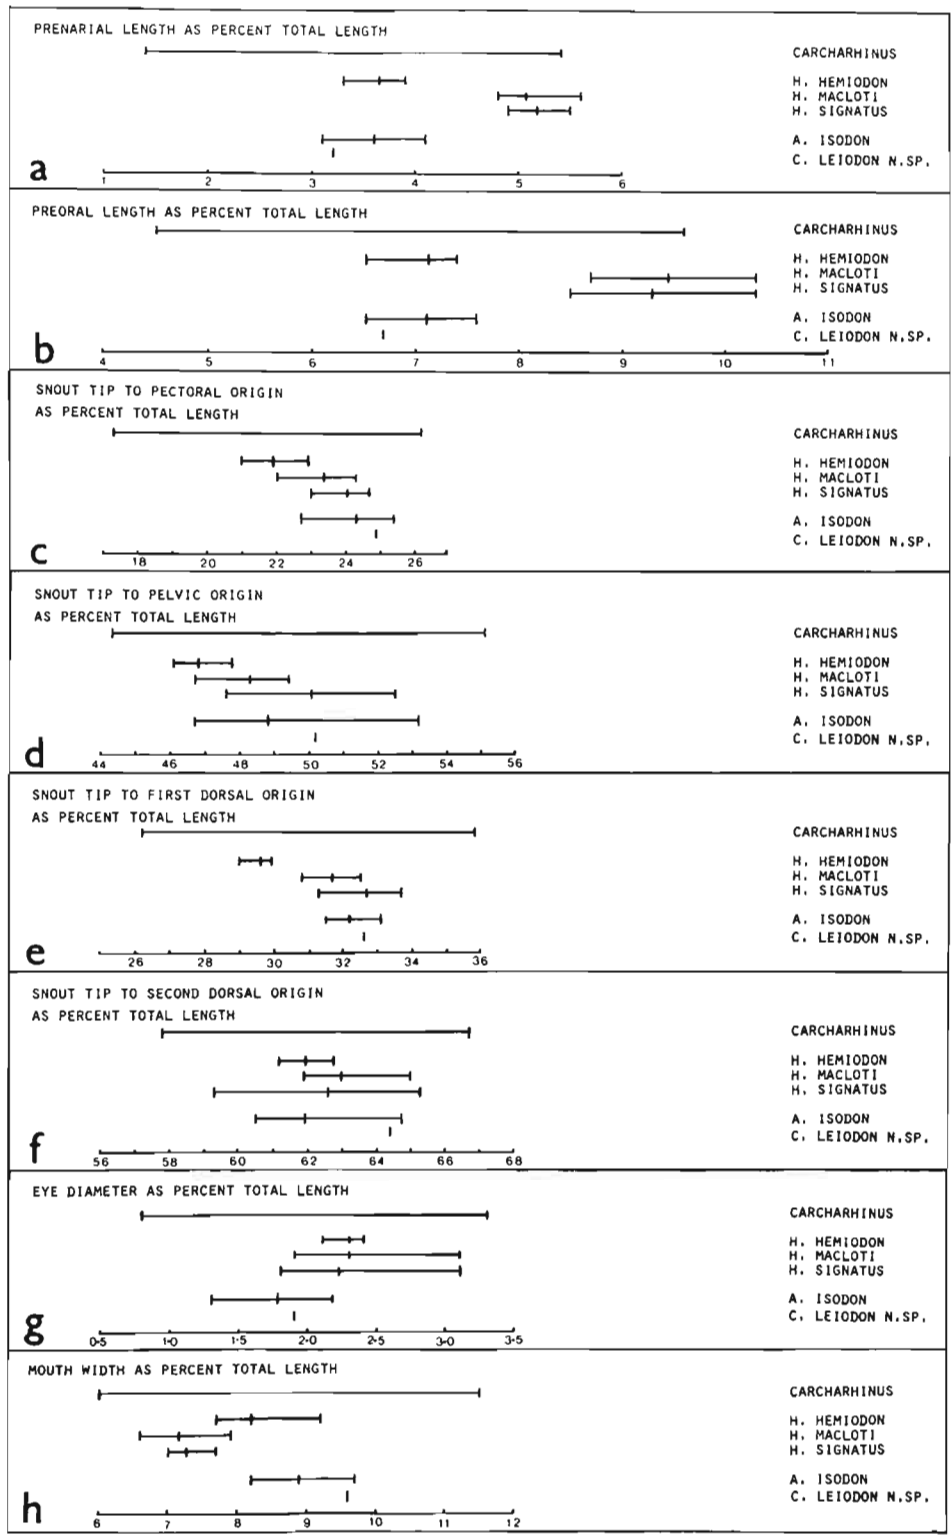 PRENARIAL LENGTH AS PERCENT TOTAL LENGTH
CARCHARHINUS
H. HEMIODON
H. MACLOTI
H. SIGNATUS
A. ISODON
C. LEIODON N.SP.
a
1 2 3 4 5 6
PREORAL LENGTH AS PERCENT TOTAL LENGTH
CARCHARHINUS
H. HEMIODON
H. MACLOTI
H. SIGNATUS
A. ISODON
C. LEIODON N.SP.
b
4 5 6 7 8 9 10 11
SNOUT TIP TO PECTORAL ORIGIN
AS PERCENT TOTAL LENGTH
CARCHARHINUS
H. HEMIODON
H. MACLOTI
H. SIGNATUS
A. ISODON
C. LEIODON N.SP.
c
18 20 22 24 26
SNOUT TIP TO PELVIC ORIGIN
AS PERCENT TOTAL LENGTH
CARCHARHINUS
H. HEMIODON
H. MACLOTI
H. SIGNATUS
A. ISODON
C. LEIODON N.SP.
d
44 46 48 50 52 54 56
SNOUT TIP TO FIRST DORSAL ORIGIN
AS PERCENT TOTAL LENGTH
CARCHARHINUS
H. HEMIODON
H. MACLOTI
H. SIGNATUS
A. ISODON
C. LEIODON N.SP.
e
26 28 30 32 34 36
SNOUT TIP TO SECOND DORSAL ORIGIN
AS PERCENT TOTAL LENGTH
CARCHARHINUS
H. HEMIODON
H. MACLOTI
H. SIGNATUS
A. ISODON
C. LEIODON N.SP.
f
56 58 60 62 64 66 68
EYE DIAMETER AS PERCENT TOTAL LENGTH
CARCHARHINUS
H. HEMIODON
H. MACLOTI
H. SIGNATUS
A. ISODON
C. LEIODON N.SP.
g
0·5 1·0 1·5 2·0 2·5 3·0 3·5
MOUTH WIDTH AS PERCENT TOTAL LENGTH
CARCHARHINUS
H. HEMIODON
H. MACLOTI
H. SIGNATUS
A. ISODON
C. LEIODON N.SP.
h
6 7 8 9 10 11 12